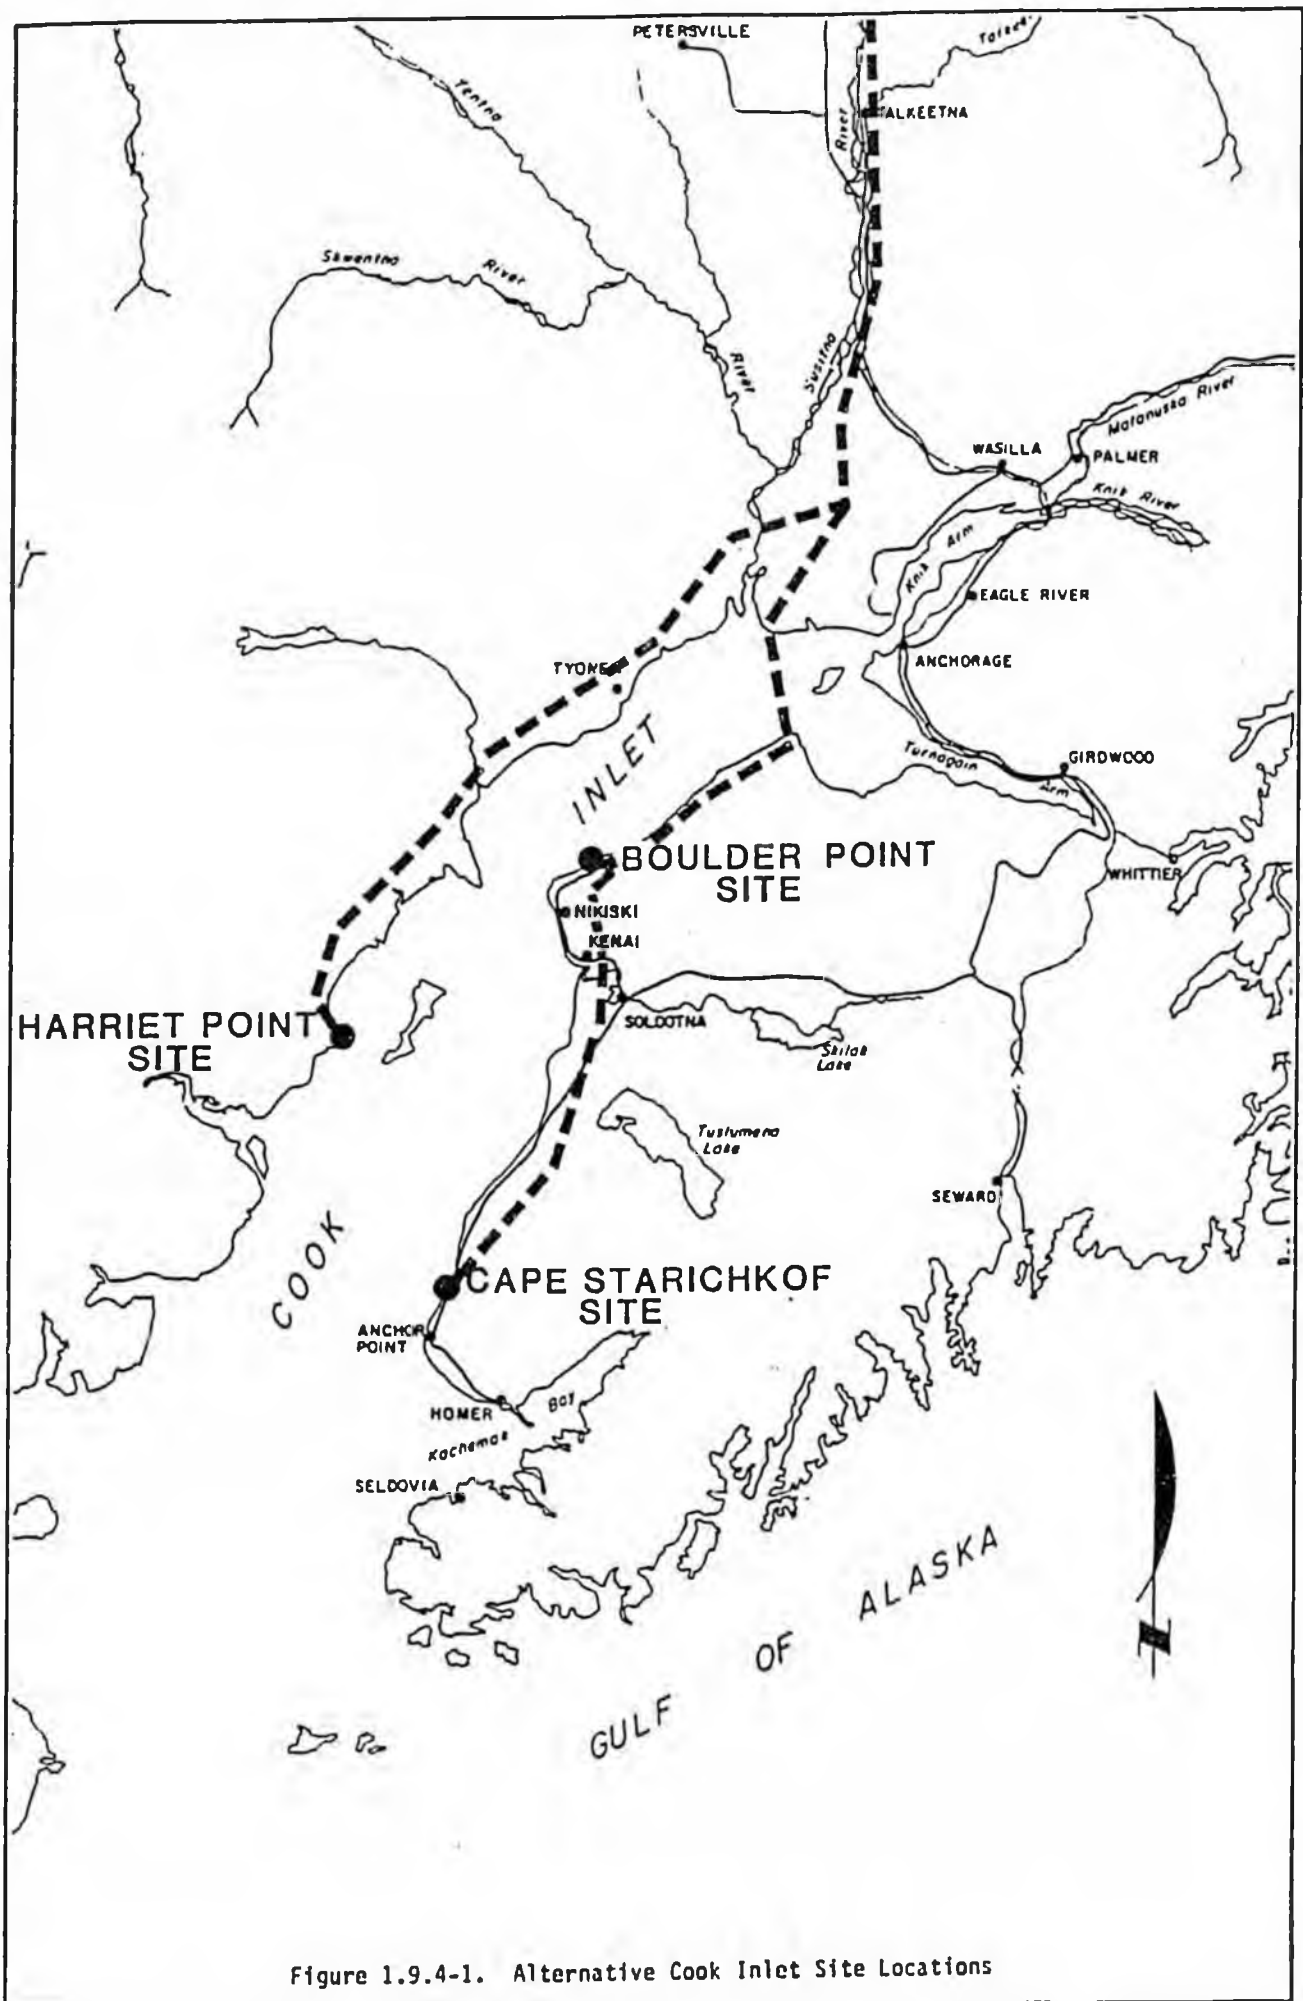 PETERSVILLE
TALKEETNA
River
Yentna
Skwentna
River
River
Susitna
Matanuska River
WASILLA
PALMER
Knik River
Knik Arm
EAGLE RIVER
ANCHORAGE
TYONEK
INLET
Turnagain
Arm
GIRDWOOD
BOULDER POINT
SITE
WHITTIER
NIKISKI
KENAI
HARRIET POINT
SITE
SOLDOTNA
Skilak
Lake
Tuslumena
Lake
SEWARD
COOK
CAPE STARICHKOF
SITE
ANCHOR
POINT
HOMER
Kachemak
Bay
SELDOVIA
GULF OF ALASKA
N
Figure 1.9.4-1. Alternative Cook Inlet Site Locations